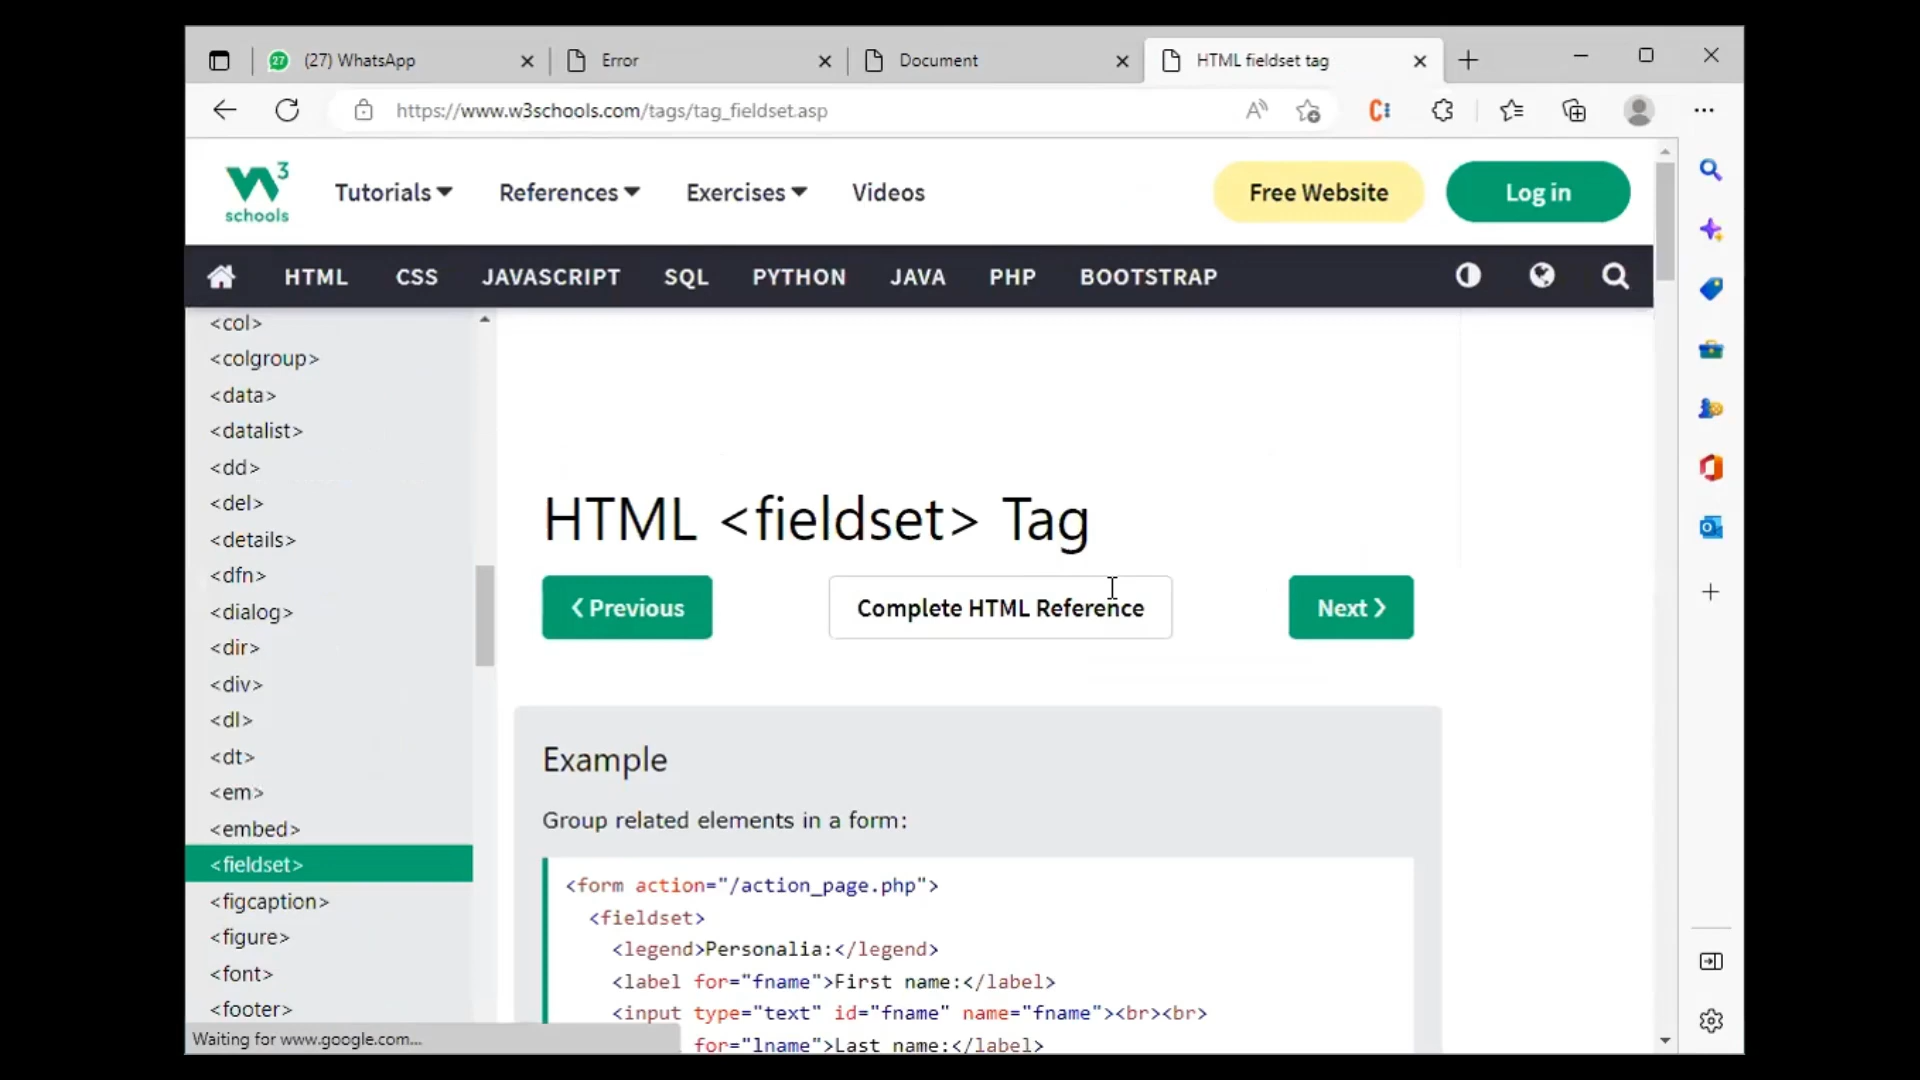 27 (27) WhatsApp
Error
Document
HTML fieldset tag
https://www.w3schools.com/tags/tag_fieldset.asp
W3 schools
Tutorials
References
Exercises
Videos
Free Website
Log in
HTML
CSS
JAVASCRIPT
SQL
PYTHON
JAVA
PHP
BOOTSTRAP
<col>
<colgroup>
<data>
<datalist>
<dd>
<del>
<details>
<dfn>
<dialog>
<dir>
<div>
<dl>
<dt>
<em>
<embed>
<fieldset>
<figcaption>
<figure>
<font>
<footer>
HTML <fieldset> Tag
❮ Previous
Complete HTML Reference
Next ❯
Example
Group related elements in a form:
<form action="/action_page.php">
<fieldset>
<legend>Personalia:</legend>
<label for="fname">First name:</label>
<input type="text" id="fname" name="fname"><br><br>
for="lname">Last name:</label>
Waiting for www.google.com...